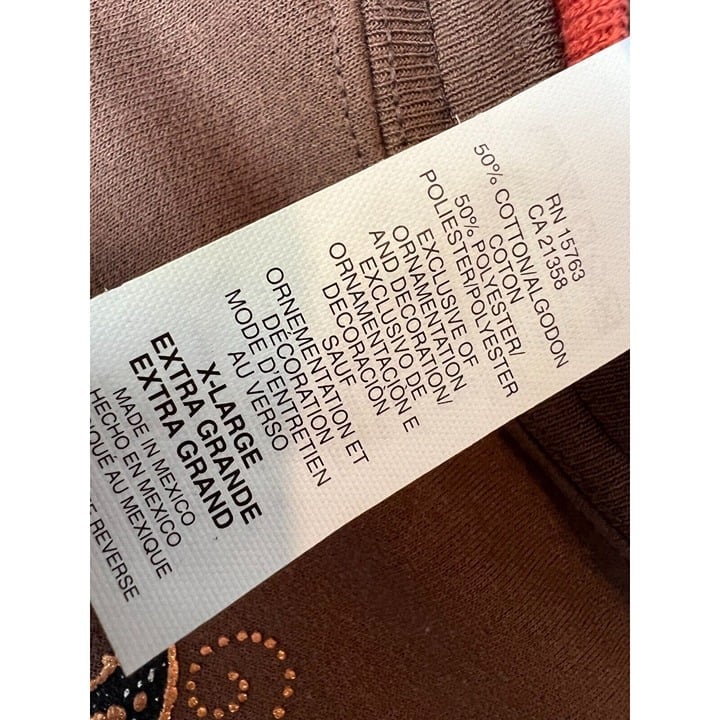 RN 15763
CA 21358
50% COTTON/ALGODON
COTON
50% POLYESTER/
POLIESTER/POLYESTER
EXCLUSIVE OF
ORNAMENTATION
AND DECORATION/
EXCLUSIVO DE
ORNAMENTACIÓN E
DECORACIÓN
SAUF
ORNEMENTATION ET
DÉCORATION
MODE D'ENTRETIEN
AU VERSO
X-LARGE
EXTRA GRANDE
EXTRA GRAND
MADE IN MEXICO
HECHO EN MEXICO
IQUÉ AU MEXIQUE
REVERSE